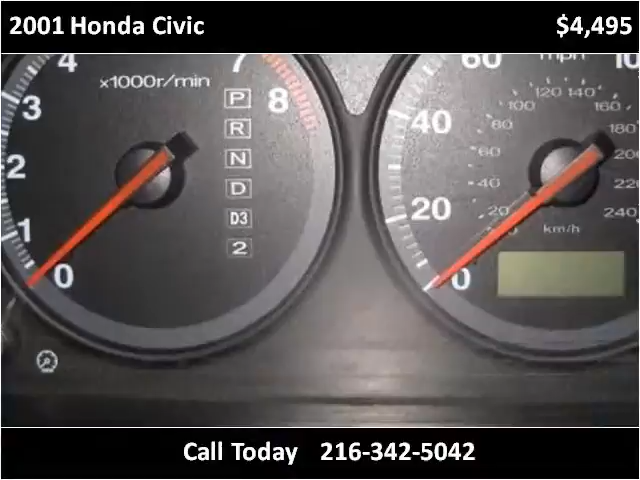 2001 Honda Civic $4,495
4 x1000r/min 7 60 mph 10
3 P 8 40 100 120 140 160
R 80 180
2 N 60 200
D 40 220
1 D3 20 20 240
0 2 km/h
0
Call Today 216-342-5042